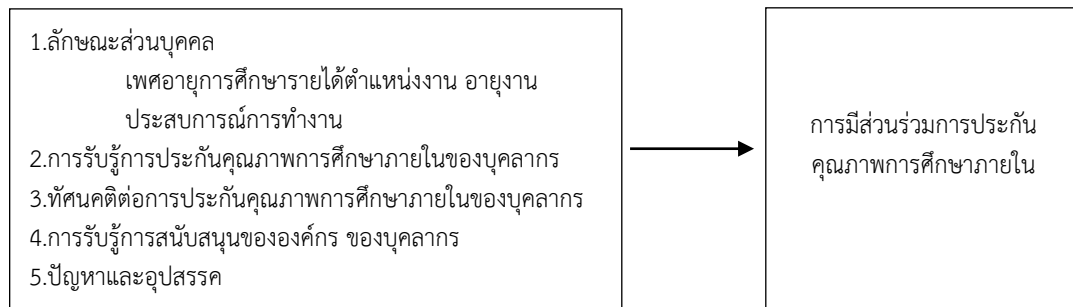 1.ลักษณะส่วนบุคคล
เพศอายุการศึกษารายได้ตำแหน่งงาน อายุงาน
ประสบการณ์การทำงาน
2.การรับรู้การประกันคุณภาพการศึกษาภายในของบุคลากร
3.ทัศนคติต่อการประกันคุณภาพการศึกษาภายในของบุคลากร
4.การรับรู้การสนับสนุนขององค์กร ของบุคลากร
5.ปัญหาและอุปสรรค
การมีส่วนร่วมการประกัน
คุณภาพการศึกษาภายใน